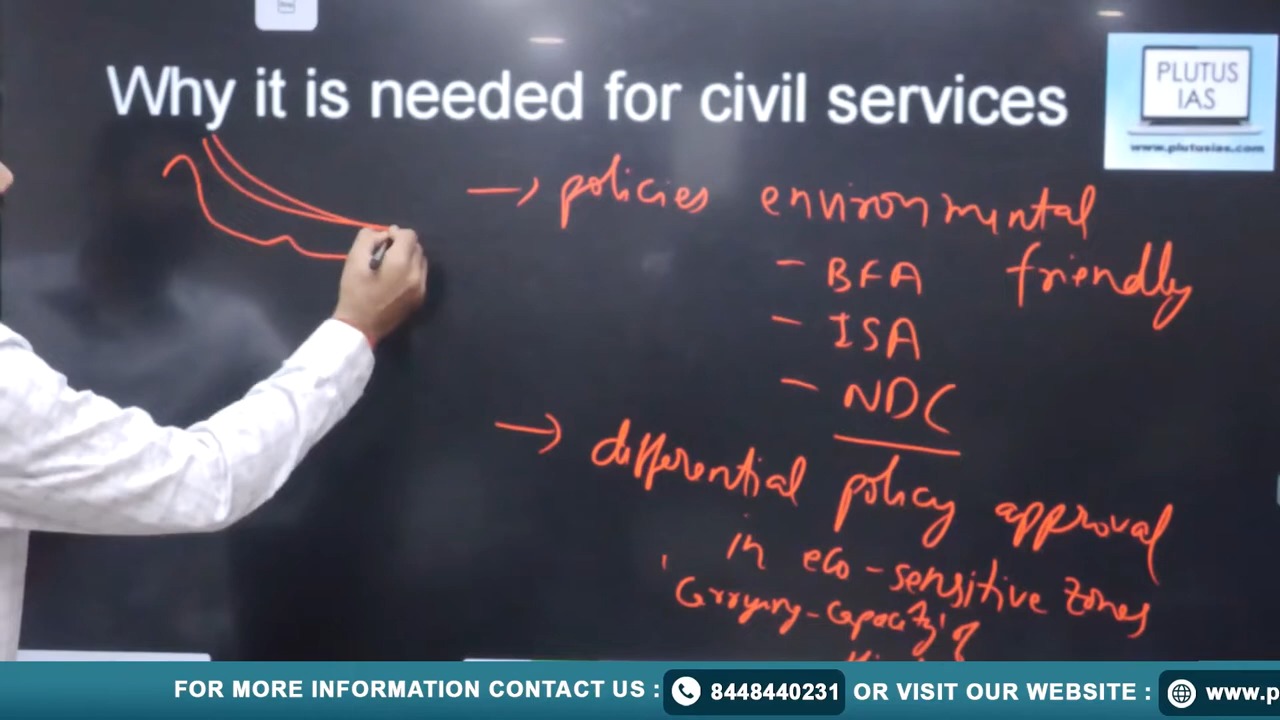 Why it is needed for civil services
PLUTUS
IAS
www.plutusias.com
→ policies environmental
friendly
- BFA
- ISA
- NDC
→ differential policy approval
in eco-sensitive zones
'Carrying-Capacity' of
FOR MORE INFORMATION CONTACT US : 8448440231 OR VISIT OUR WEBSITE : www.p